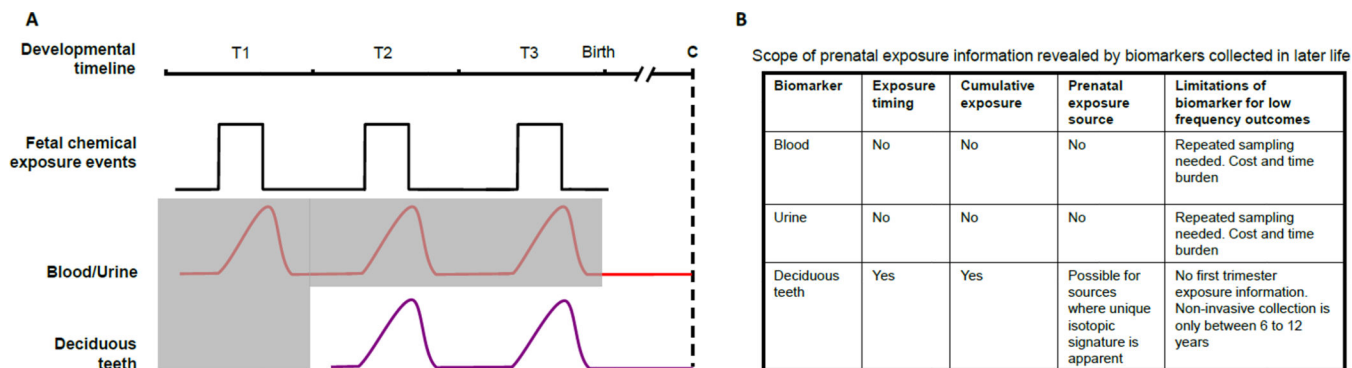 A
Developmental
timeline
T1
T2
T3
Birth
C
Fetal chemical
exposure events
Blood/Urine
Deciduous
teeth
B
Scope of prenatal exposure information revealed by biomarkers collected in later life
Biomarker
Exposure
timing
Cumulative
exposure
Prenatal
exposure
source
Limitations of
biomarker for low
frequency outcomes
Blood
No
No
No
Repeated sampling
needed. Cost and time
burden
Urine
No
No
No
Repeated sampling
needed. Cost and time
burden
Deciduous
teeth
Yes
Yes
Possible for
sources
where unique
isotopic
signature is
apparent
No first trimester
exposure information.
Non-invasive collection is
only between 6 to 12
years